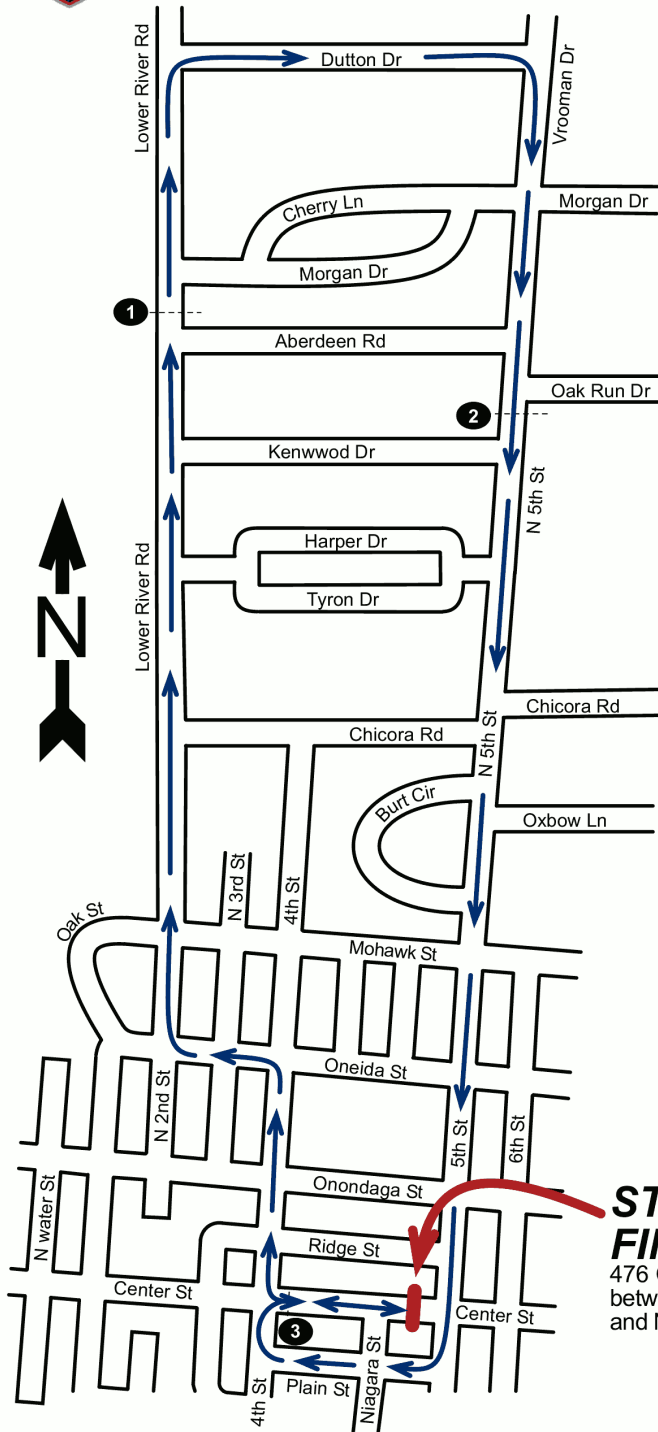 Lower River Rd
Dutton Dr
Vrooman Dr
Cherry Ln
Morgan Dr
Morgan Dr
1
Aberdeen Rd
Oak Run Dr
2
Kenwwod Dr
N 5th St
Harper Dr
Tyron Dr
Lower River Rd
N
Chicora Rd
Chicora Rd
N 5th St
Burt Cir
Oxbow Ln
N 3rd St
4th St
Oak St
Mohawk St
Oneida St
N 2nd St
5th St
6th St
Onondaga St
N water St
Ridge St
ST
FI
476
betw
and
Center St
Center St
3
Plain St
4th St
Niagara St